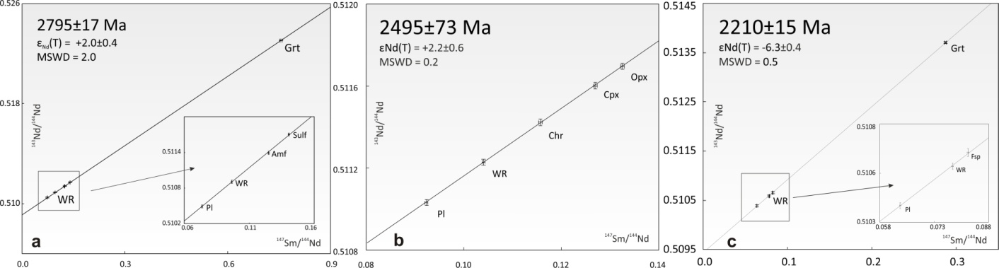 0.526
0.518
0.510
2795±17 Ma
εNd(T) = +2.0±0.4
MSWD = 2.0
Grt
143Nd/144Nd
WR
0.5114
0.5108
0.5102
Sulf
Amf
WR
Pl
0.06
0.11
0.16
a
147Sm/144Nd
0.0
0.3
0.6
0.9
0.5120
0.5116
0.5112
0.5108
2495±73 Ma
εNd(T) = +2.2±0.6
MSWD = 0.2
143Nd/144Nd
Opx
Cpx
Chr
WR
Pl
b
147Sm/144Nd
0.08
0.10
0.12
0.14
0.5145
0.5135
0.5125
0.5115
0.5105
0.5095
2210±15 Ma
εNd(T) = -6.3±0.4
MSWD = 0.5
Grt
143Nd/144Nd
WR
0.5108
0.5106
0.5103
Fsp
WR
Pl
0.058
0.073
0.088
c
147Sm/144Nd
0.0
0.1
0.2
0.3